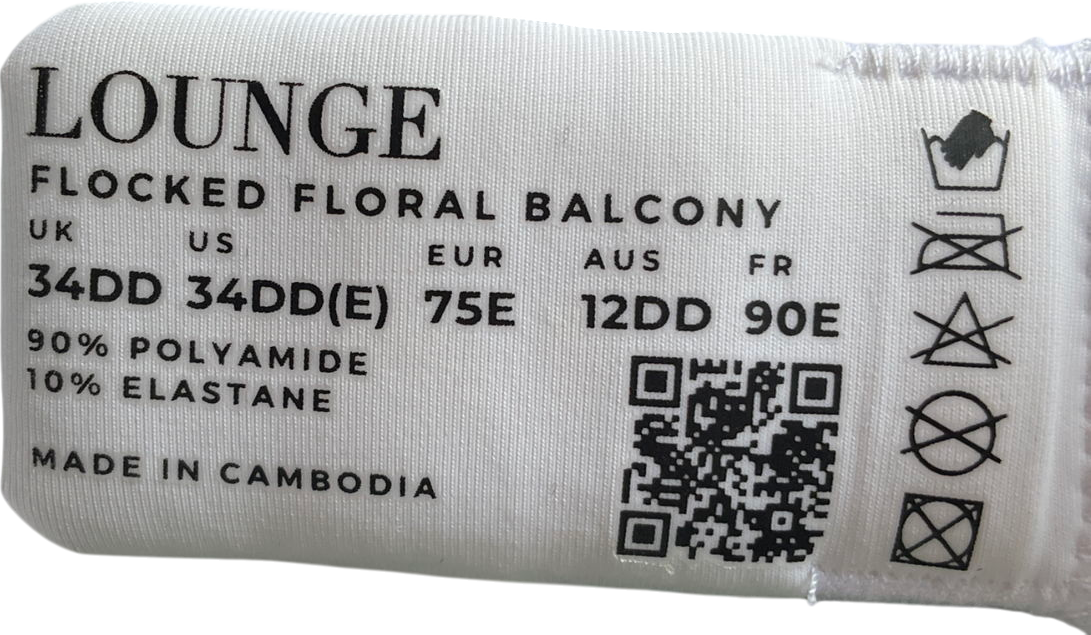 LOUNGE
FLOCKED FLORAL BALCONY
UK US EUR AUS FR
34DD 34DD(E) 75E 12DD 90E
90% POLYAMIDE
10% ELASTANE
MADE IN CAMBODIA